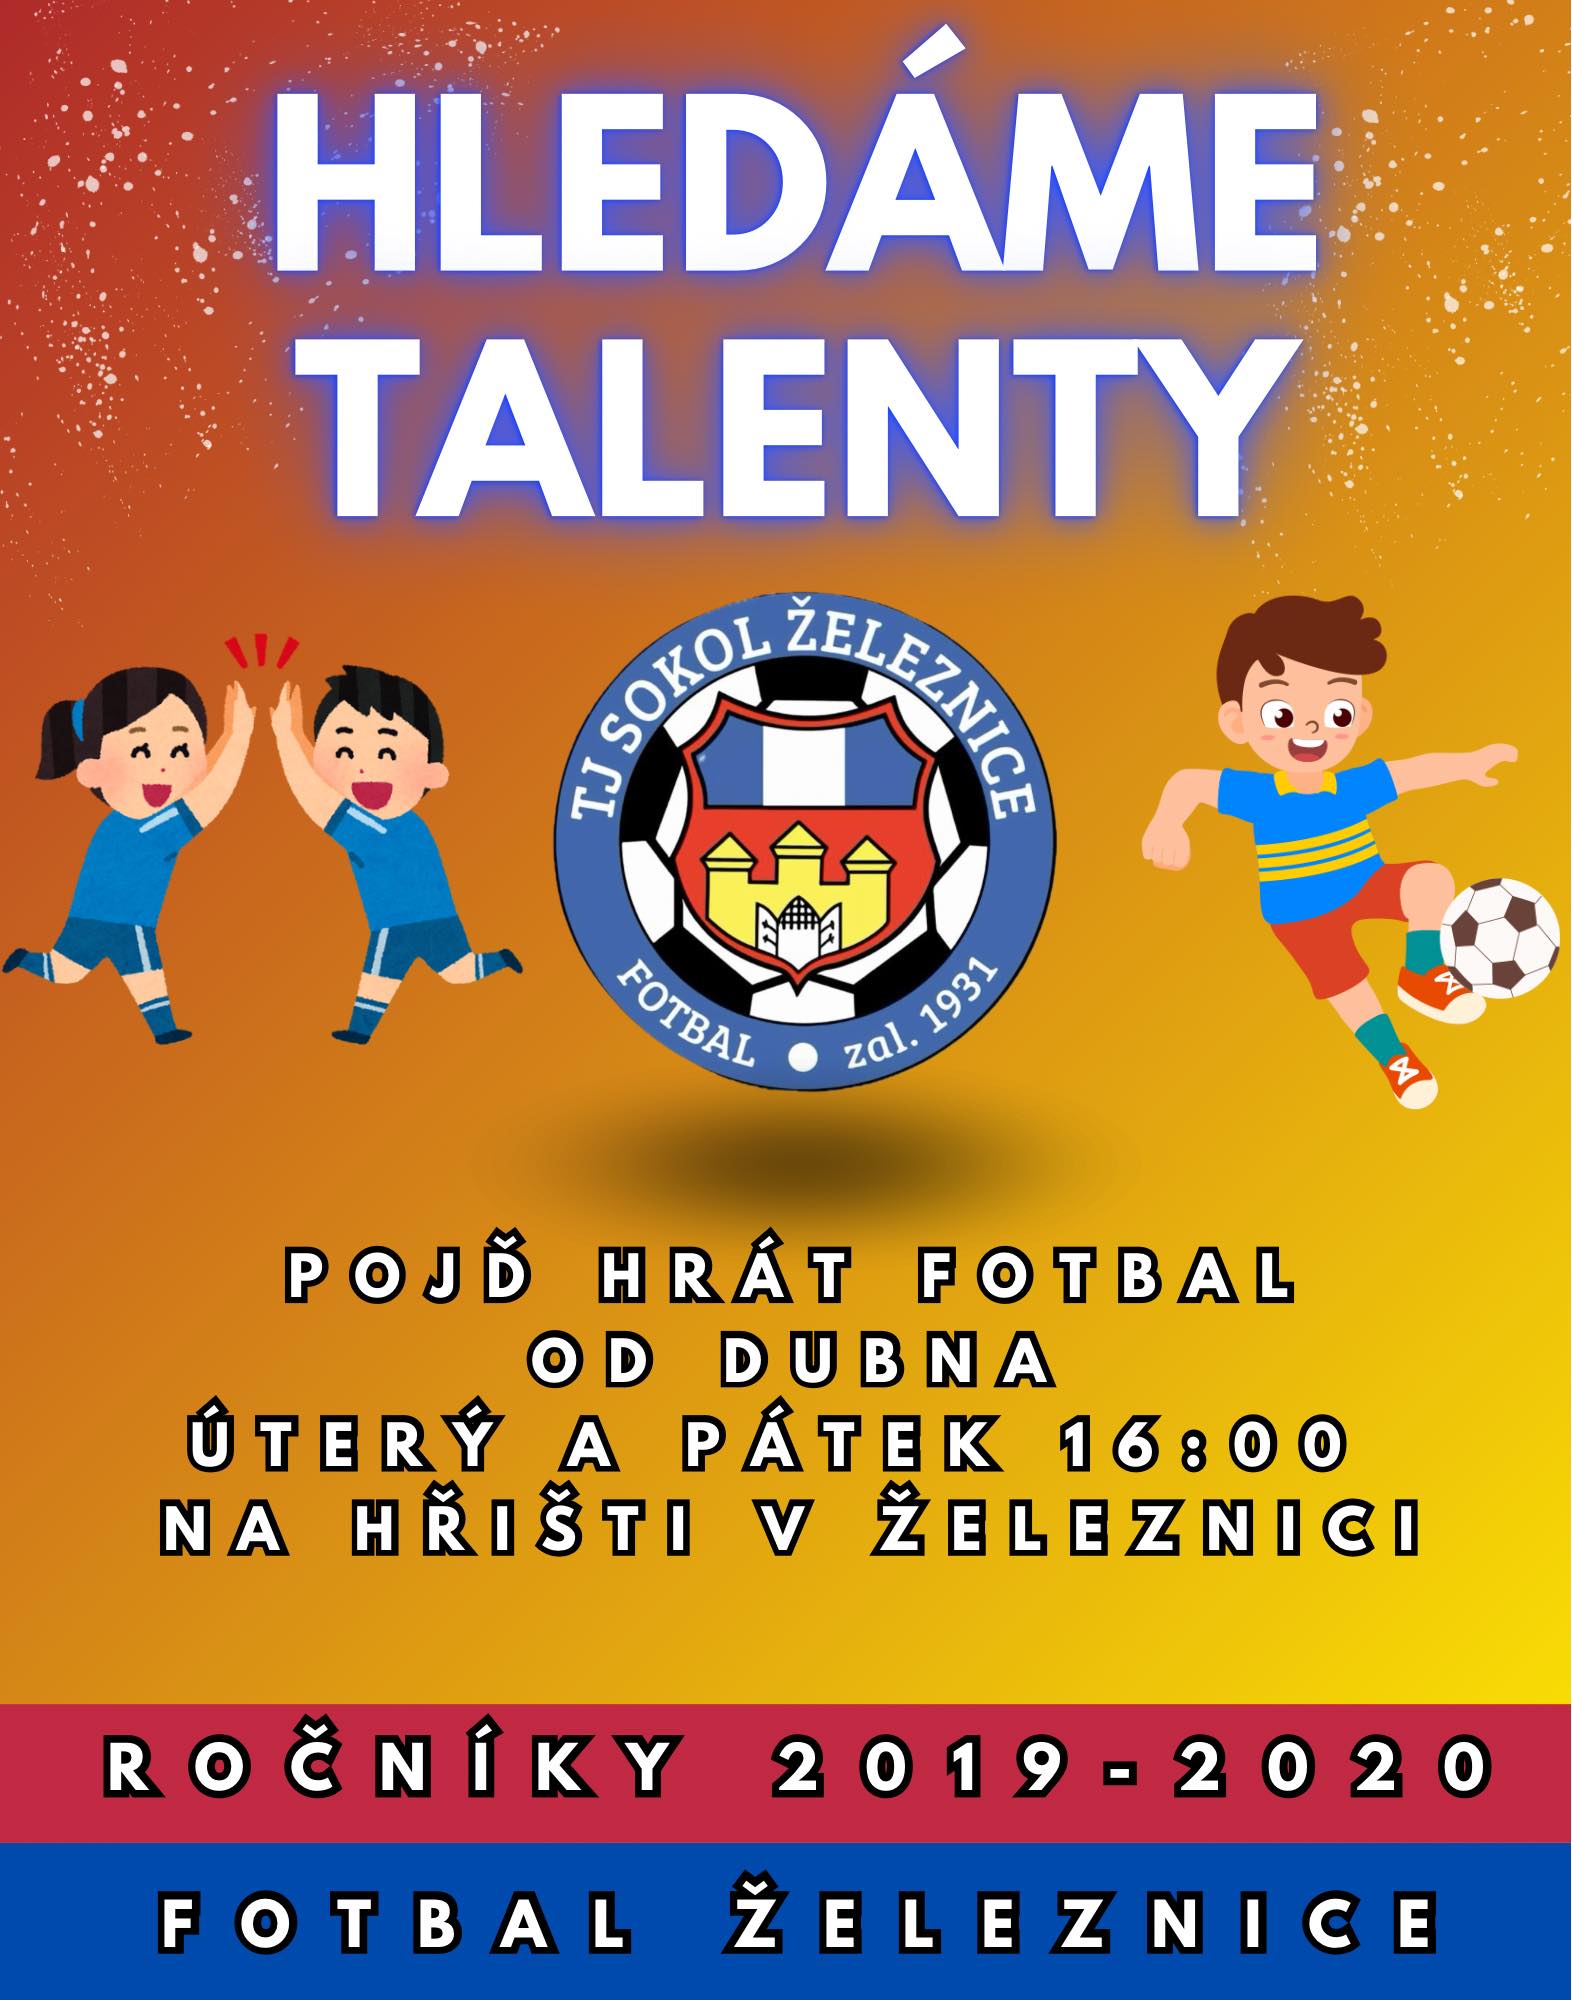 HLEDÁME
TALENTY
TJ SOKOL ŽELEZNICE
FOTBAL • zal. 1931
POJĎ HRÁT FOTBAL
OD DUBNA
ÚTERÝ A PÁTEK 16:00
NA HŘIŠTI V ŽELEZNICI
ROČNÍKY 2019-2020
FOTBAL ŽELEZNICE